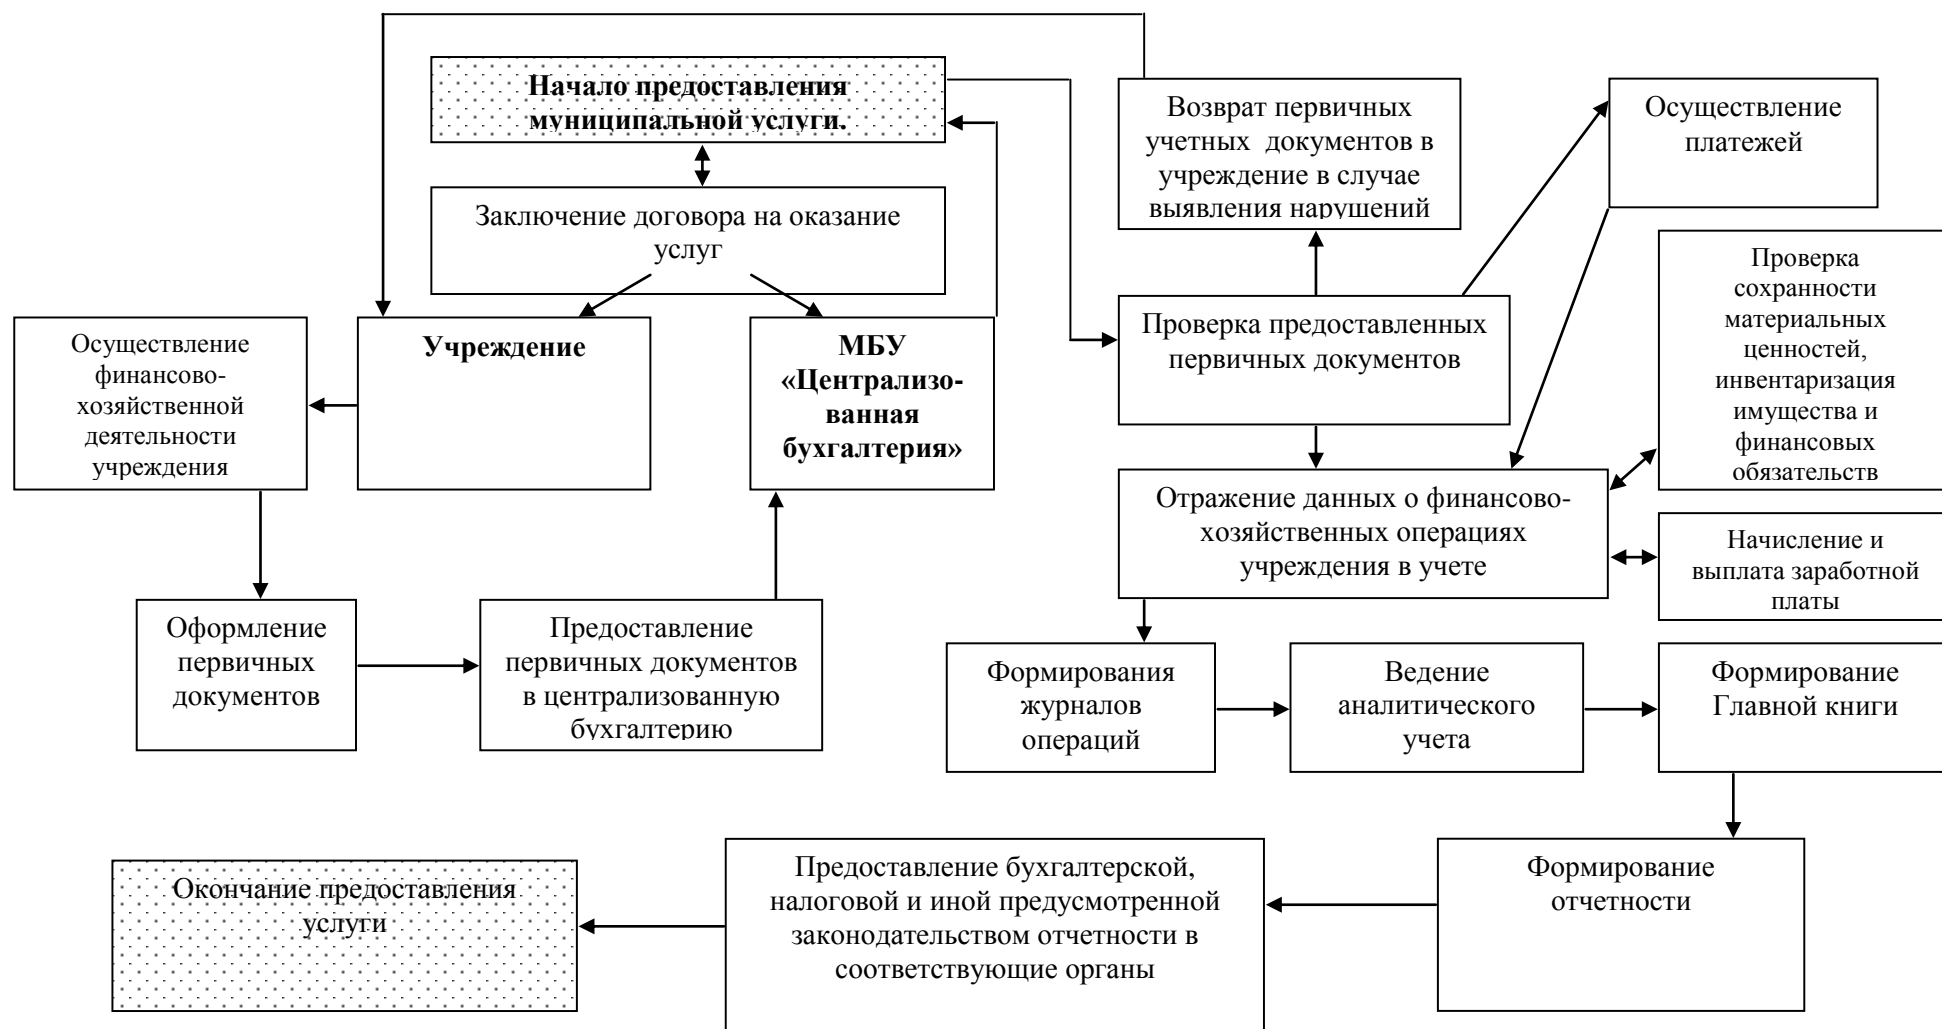 Начало предоставления
муниципальной услуги.
Заключение договора на оказание
услуг
Возврат первичных
учетных документов в
учреждение в случае
выявления нарушений
Осуществление
платежей
Осуществление
финансово-
хозяйственной
деятельности
учреждения
Учреждение
МБУ
«Централизо-
ванная
бухгалтерия»
Проверка предоставленных
первичных документов
Проверка
сохранности
материальных
ценностей,
инвентаризация
имущества и
финансовых
обязательств
Отражение данных о финансово-
хозяйственных операциях
учреждения в учете
Начисление и
выплата заработной
платы
Оформление
первичных
документов
Предоставление
первичных документов
в централизованную
бухгалтерию
Формирования
журналов
операций
Ведение
аналитического
учета
Формирование
Главной книги
Окончание предоставления
услуги
Предоставление бухгалтерской,
налоговой и иной предусмотренной
законодательством отчетности в
соответствующие органы
Формирование
отчетности